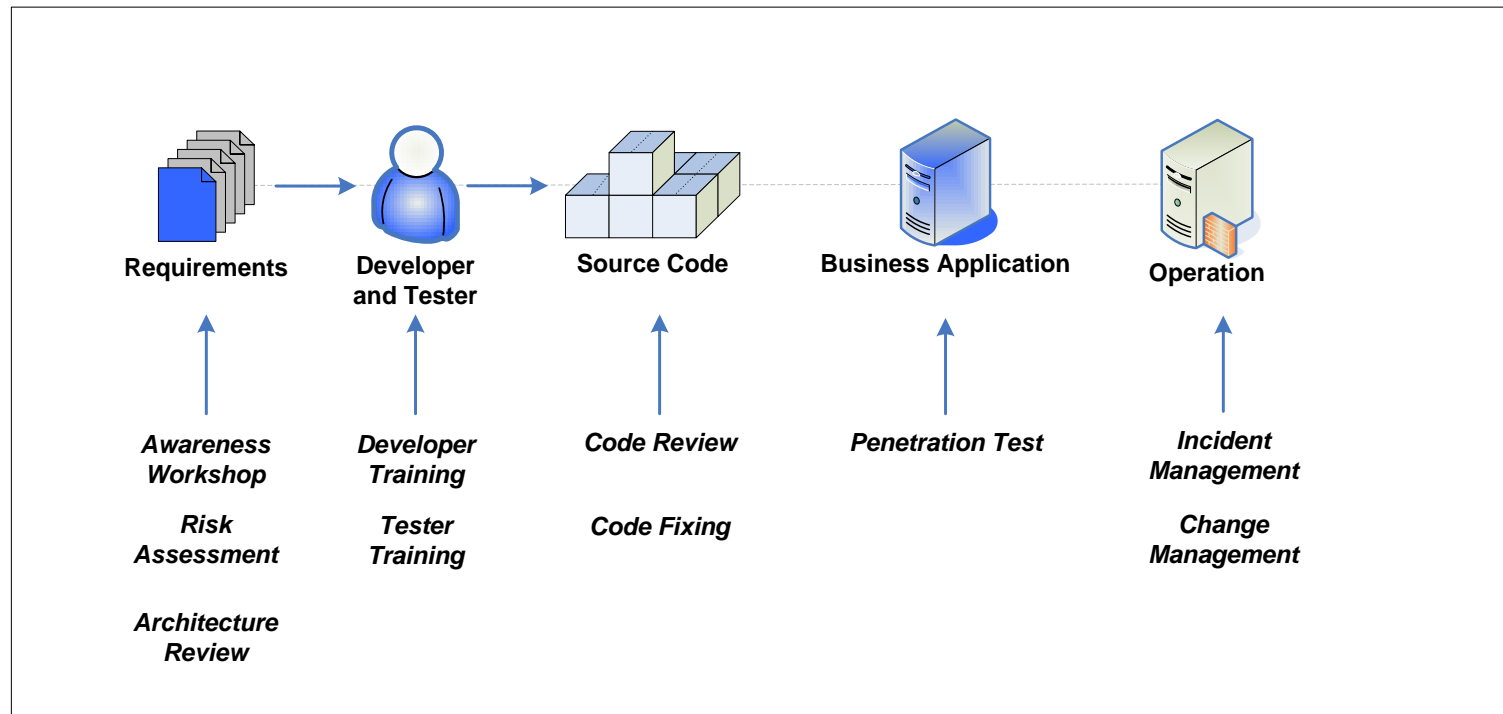 Requirements
Developer
and Tester
Source Code
Business Application
Operation
Awareness
Workshop
Risk
Assessment
Architecture
Review
Developer
Training
Tester
Training
Code Review
Code Fixing
Penetration Test
Incident
Management
Change
Management